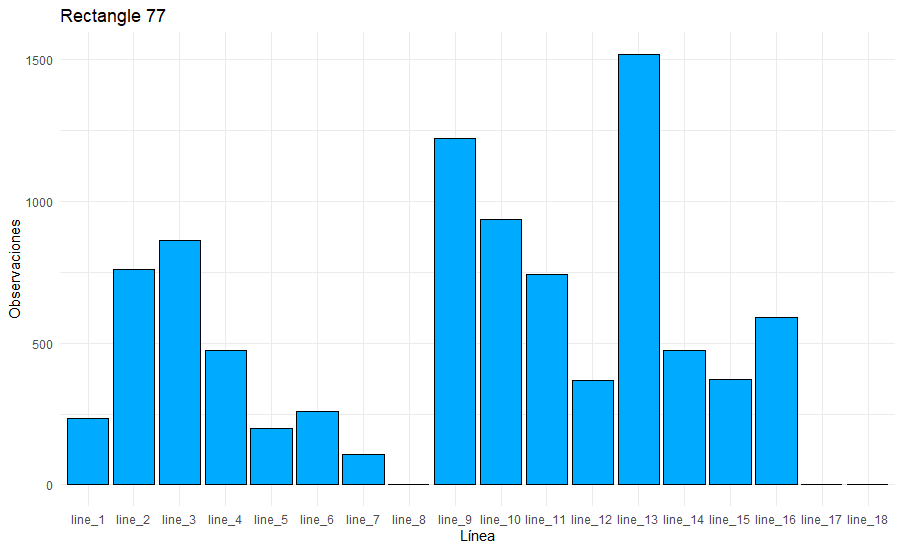 Rectangle 77
1500
1000
500
0
Observaciones
line_1 line_2 line_3 line_4 line_5 line_6 line_7 line_8 line_9 line_10 line_11 line_12 line_13 line_14 line_15 line_16 line_17 line_18
Línea